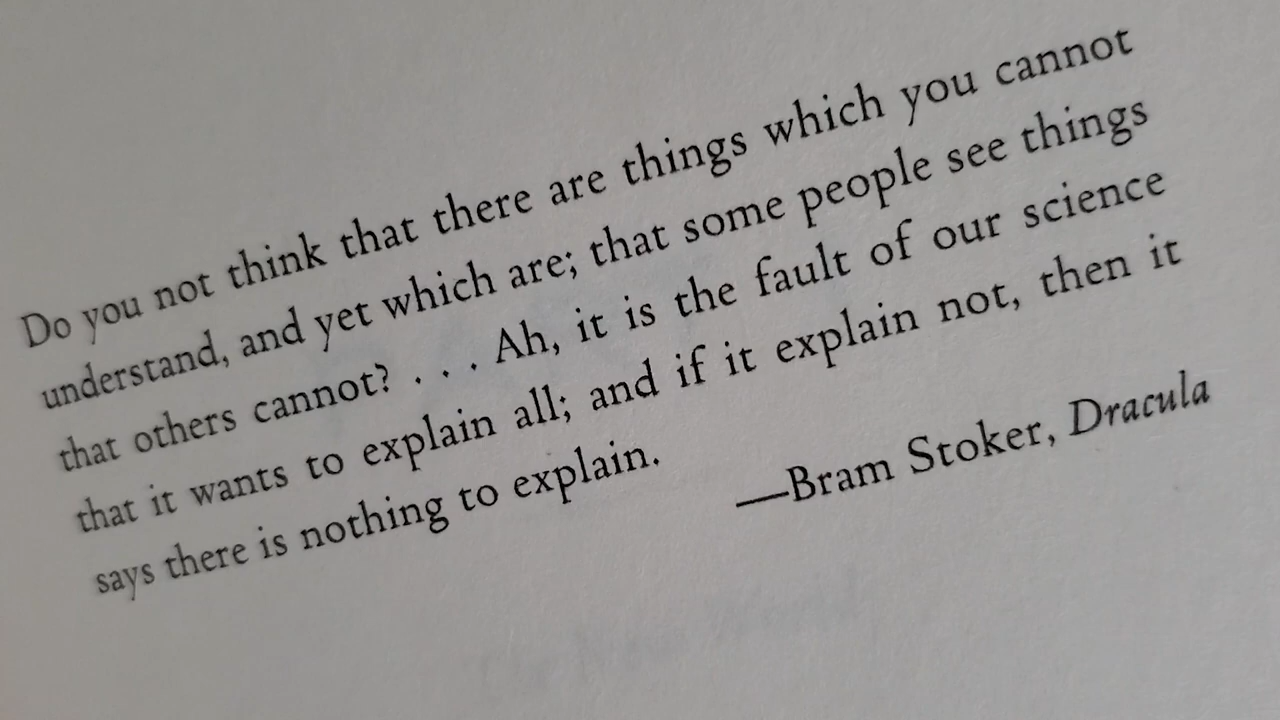 Do you not think that there are things which you cannot
understand, and yet which are; that some people see things
that others cannot? . . . Ah, it is the fault of our science
that it wants to explain all; and if it explain not, then it
says there is nothing to explain.
—Bram Stoker, Dracula